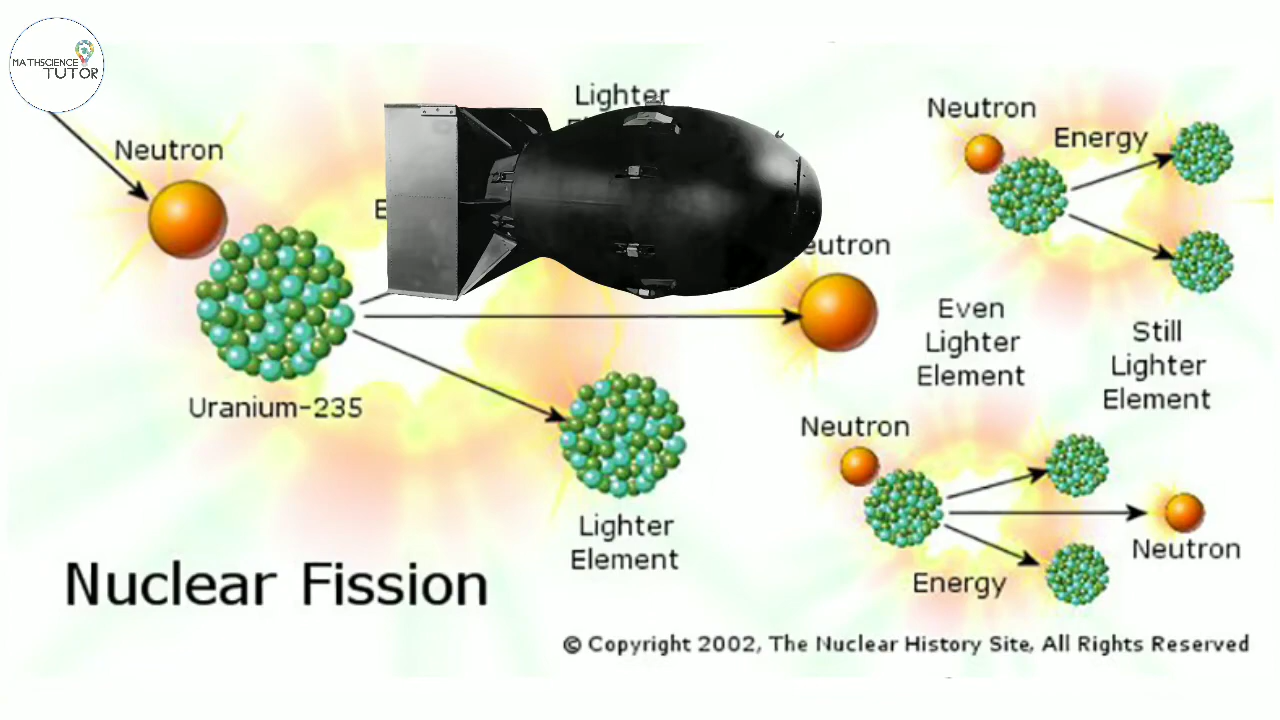 MATHSCIENCE
TUTOR
Neutron
Lighter
Neutron
Energy
Uranium-235
Lighter
Element
Even
Lighter
Element
Still
Lighter
Element
Neutron
Neutron
Energy
Nuclear Fission
© Copyright 2002, The Nuclear History Site, All Rights Reserved